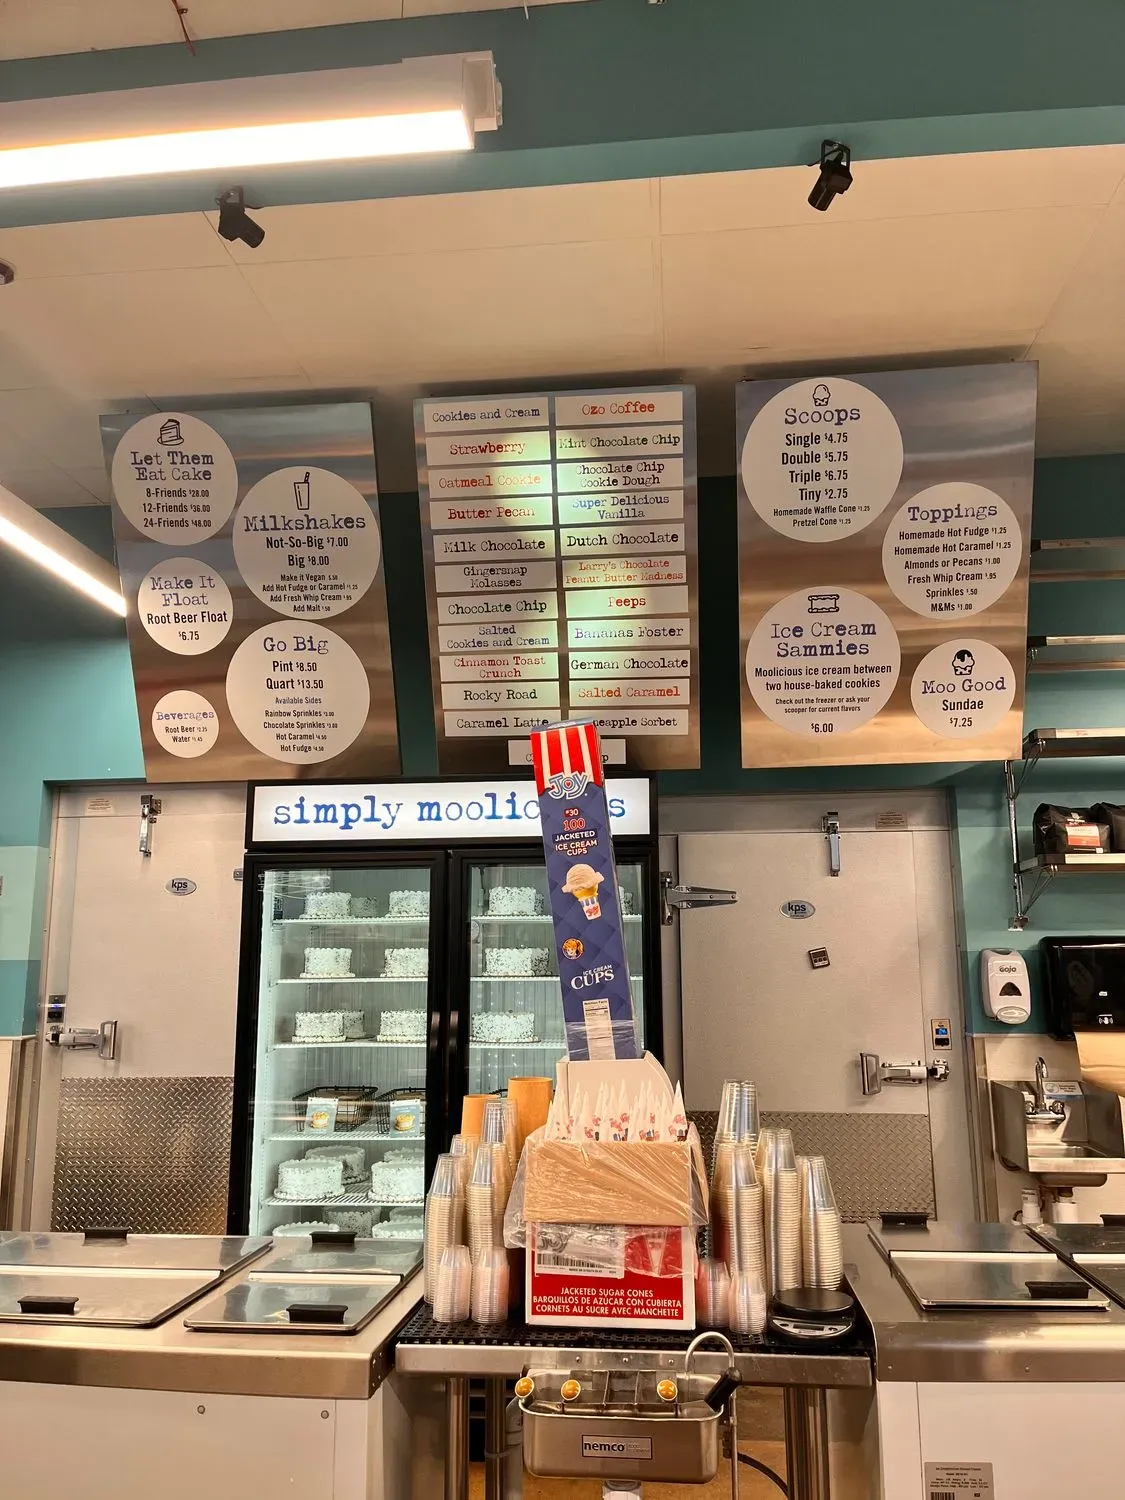 Let Them
Eat Cake
8-Friends $28.00
12-Friends $36.00
24-Friends $48.00
Milkshakes
Not-So-Big $7.00
Big $8.00
Make it Vegan $.50
Add Hot Fudge or Caramel $1.25
Add Fresh Whip Cream $.95
Add Malt $.50
Make It
Float
Root Beer Float
$6.75
Go Big
Pint $8.50
Quart $13.50
Available Sides
Rainbow Sprinkles $3.00
Chocolate Sprinkles $3.00
Hot Caramel $4.50
Hot Fudge $4.50
Beverages
Root Beer $2.25
Water
Cookies and Cream
Strawberry
Oatmeal Cookie
Butter Pecan
Milk Chocolate
Gingersnap
Molasses
Chocolate Chip
Salted
Cookies and Cream
Cinnamon Toast
Crunch
Rocky Road
Caramel Latte
Ozo Coffee
Mint Chocolate Chip
Chocolate Chip
Cookie Dough
Super Delicious
Vanilla
Dutch Chocolate
Larry's Chocolate
Peanut Butter Madness
Peeps
Bananas Foster
German Chocolate
Salted Caramel
neapple Sorbet
Scoops
Single $4.75
Double $5.75
Triple $6.75
Tiny $2.75
Homemade Waffle Cone $1.25
Pretzel Cone $1.25
Toppings
Homemade Hot Fudge $1.25
Homemade Hot Caramel $1.25
Almonds or Pecans $1.00
Fresh Whip Cream $.95
Sprinkles $.50
M&Ms $1.00
Ice Cream
Sammies
Moolicious ice cream between
two house-baked cookies
Check out the freezer or ask your
scooper for current flavors
$6.00
Moo Good
Sundae
$7.25
simply moolic s
JOY
#30
100
JACKETED
ICE CREAM
CUPS
ICE CREAM
CUPS
kps
kps
GOJO
JACKETED SUGAR CONES
BARQUILLOS DE AZUCAR CON CUBIERTA
CORNETS AU SUCRE AVEC MANCHETTE
nemco